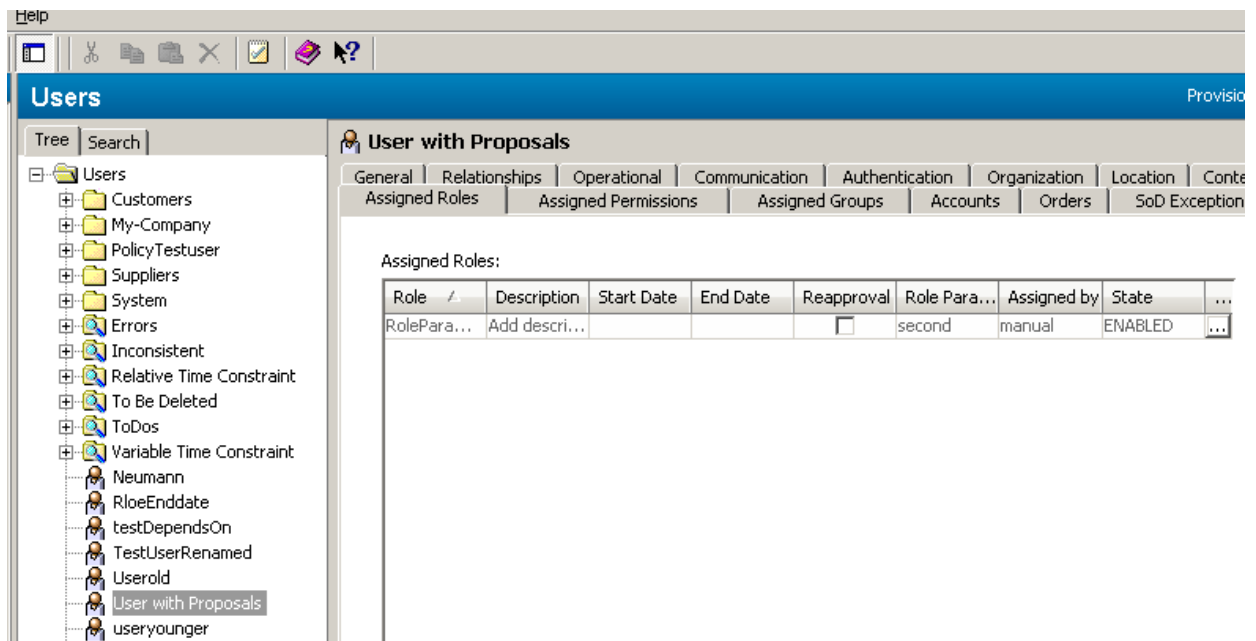 Help
Users
Provisio
Tree Search
User with Proposals
Users
Customers
My-Company
PolicyTestuser
Suppliers
System
Errors
Inconsistent
Relative Time Constraint
To Be Deleted
ToDos
Variable Time Constraint
Neumann
RloeEnddate
testDependsOn
TestUserRenamed
Userold
User with Proposals
useryounger
General Relationships Operational Communication Authentication Organization Location Conte
Assigned Roles Assigned Permissions Assigned Groups Accounts Orders SoD Exception
Assigned Roles:
Role Description Start Date End Date Reapproval Role Para... Assigned by State ...
RolePara... Add descri... second manual ENABLED ...